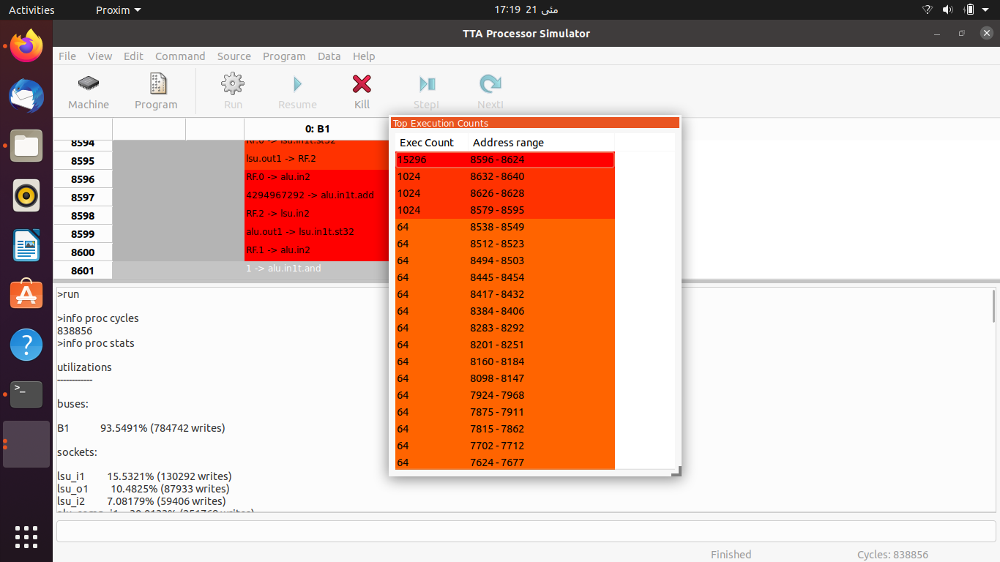 Activities
Proxim
17:19 21 مئی
TTA Processor Simulator
File View Edit Command Source Program Data Help
Machine Program Run Resume Kill StepI NextI
0: B1
8594
8595 lsu.out1 -> RF.2
8596 RF.0 -> alu.in2
8597 4294967292 -> alu.in1t.add
8598 RF.2 -> lsu.in2
8599 alu.out1 -> lsu.in1t.st32
8600 RF.1 -> alu.in2
8601 1 -> alu.in1t.and
Top Execution Counts
Exec Count Address range
15296 8596 - 8624
1024 8632 - 8640
1024 8626 - 8628
1024 8579 - 8595
64 8538 - 8549
64 8512 - 8523
64 8494 - 8503
64 8445 - 8454
64 8417 - 8432
64 8384 - 8406
64 8283 - 8292
64 8201 - 8251
64 8160 - 8184
64 8098 - 8147
64 7924 - 7968
64 7875 - 7911
64 7815 - 7862
64 7702 - 7712
64 7624 - 7677
>run
>info proc cycles
838856
>info proc stats
utilizations
------------
buses:
B1 93.5491% (784742 writes)
sockets:
lsu_i1 15.5321% (130292 writes)
lsu_o1 10.4825% (87933 writes)
lsu_i2 7.08179% (59406 writes)
Finished
Cycles: 838856